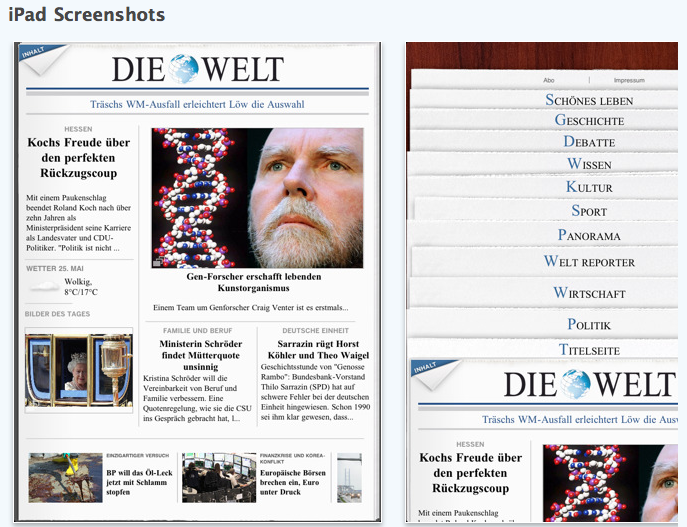 iPad Screenshots
INHALT
DIE WELT
Träschs WM-Ausfall erleichtert Löw die Auswahl
HESSEN
Kochs Freude über
den perfekten
Rückzugscoup
Mit einem Paukenschlag
beendet Roland Koch nach über
zehn Jahren als
Ministerpräsident seine Karriere
als Landesvater und CDU-
Politiker. "Politik ist nicht ...
WETTER 25. MAI
Wolkig,
8°C/17°C
BILDER DES TAGES
Gen-Forscher erschafft lebenden
Kunstorganismus
Einem Team um Genforscher Craig Venter ist es erstmals...
FAMILIE UND BERUF
Ministerin Schröder
findet Mütterquote
unsinnig
Kristina Schröder will die
Vereinbarkeit von Beruf und
Familie verbessern. Eine
Quotenregelung, wie sie die CSU
ins Gespräch gebracht hat, l...
DEUTSCHE EINHEIT
Sarrazin rügt Horst
Köhler und Theo Waigel
Geschichtsstunde von "Genosse
Rambo": Bundesbank-Vorstand
Thilo Sarrazin (SPD) hat auf
schwere Fehler bei der deutschen
Einheit hingewiesen. Schon 1990
sei ihm klar gewesen, dass...
EINZIGARTIGER VERSUCH
BP will das Öl-Leck
jetzt mit Schlamm
stopfen
FINANZKRISE UND KOREA-
KONFLIKT
Europäische Börsen
brechen ein, Euro
unter Druck
Abo | Impressum
SCHÖNES LEBEN
GESCHICHTE
DEBATTE
WISSEN
KULTUR
SPORT
PANORAMA
WELT REPORTER
WIRTSCHAFT
POLITIK
TITELSEITE
INHALT
DIE WELT
Träschs WM-Ausfall erleichtert Löw die Ausw
HESSEN
Kochs Freude über
den perfekten
Rückzugscoup
Mit einem Paukenschlag